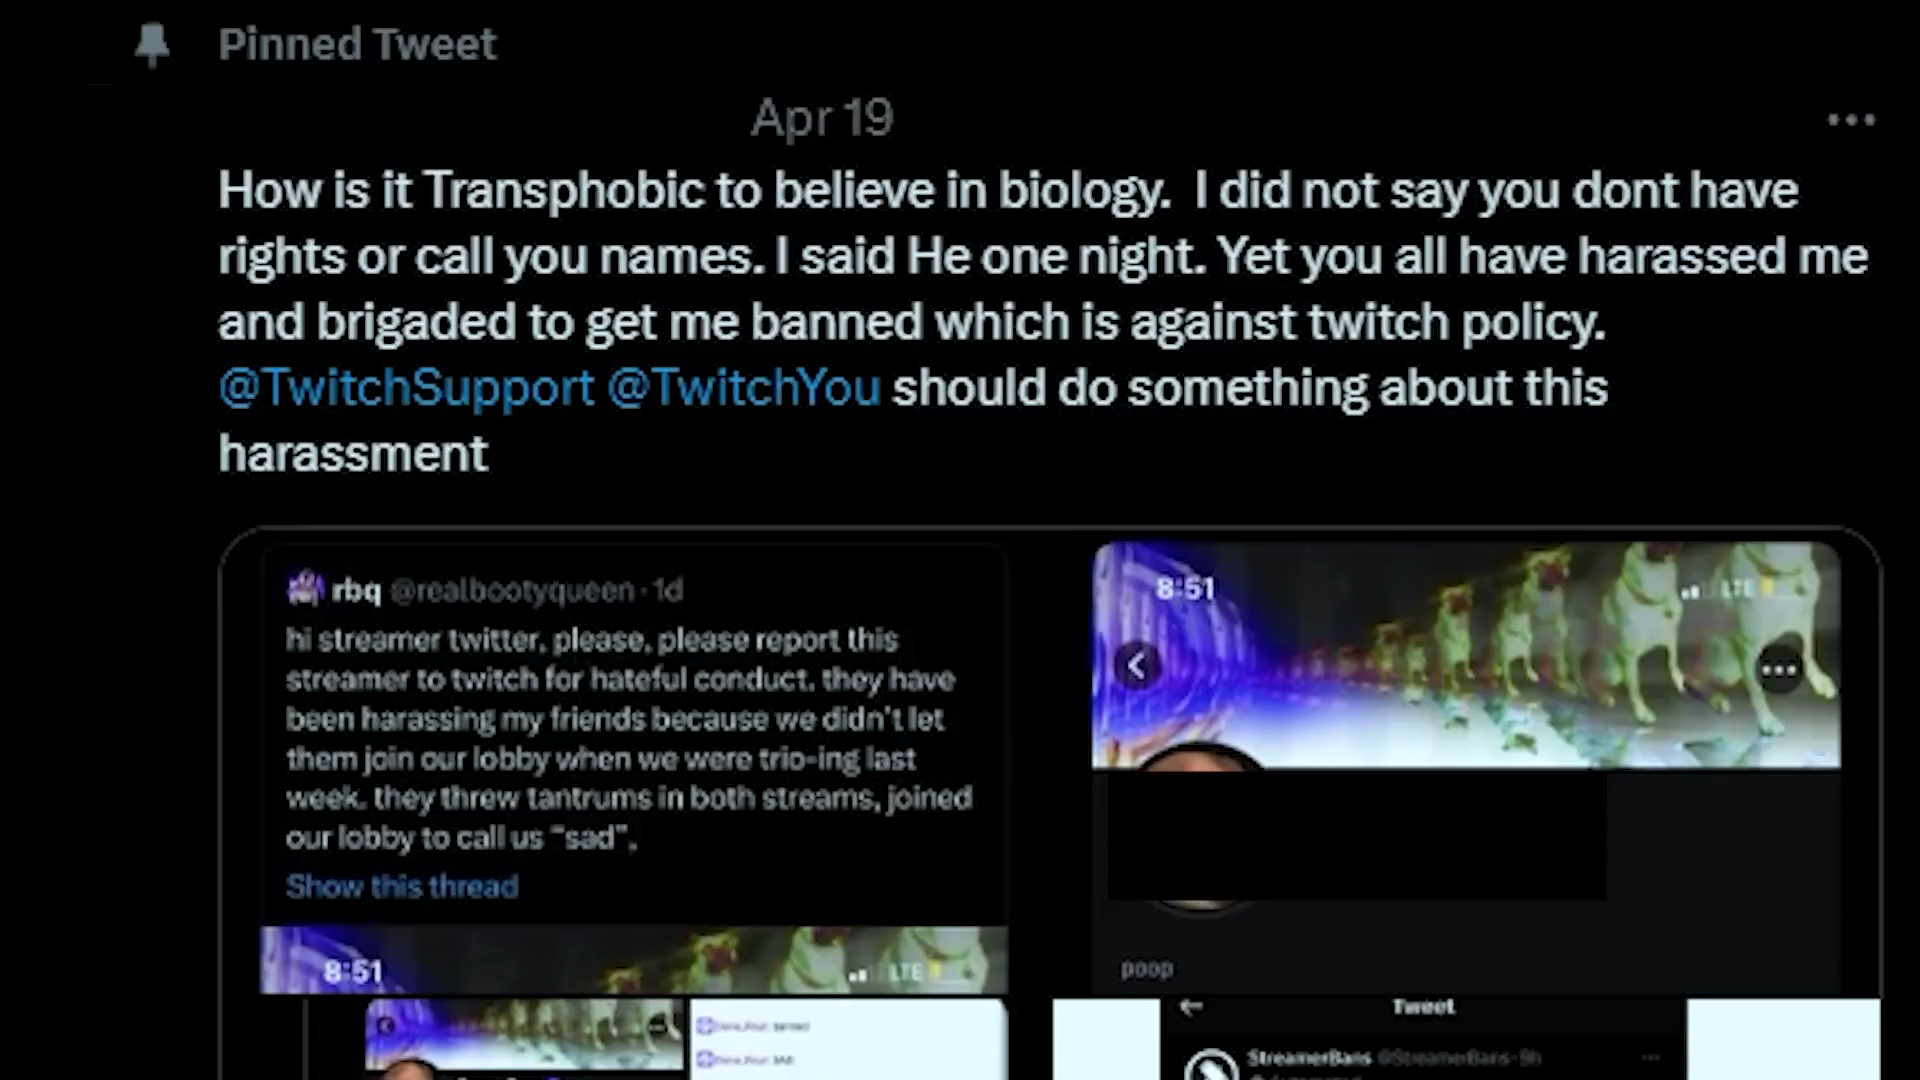 Pinned Tweet
Apr 19
How is it Transphobic to believe in biology.  I did not say you dont have
rights or call you names. I said He one night. Yet you all have harassed me
and brigaded to get me banned which is against twitch policy.
@TwitchSupport @TwitchYou should do something about this
harassment
rbq @realbootyqueen · 1d
hi streamer twitter. please, please report this
streamer to twitch for hateful conduct. they have
been harassing my friends because we didn't let
them join our lobby when we were trio-ing last
week. they threw tantrums in both streams, joined
our lobby to call us "sad",
Show this thread
8:51
LTE
8:51
LTE
poop
Tweet
StreamerBans @StreamerBans · 9h